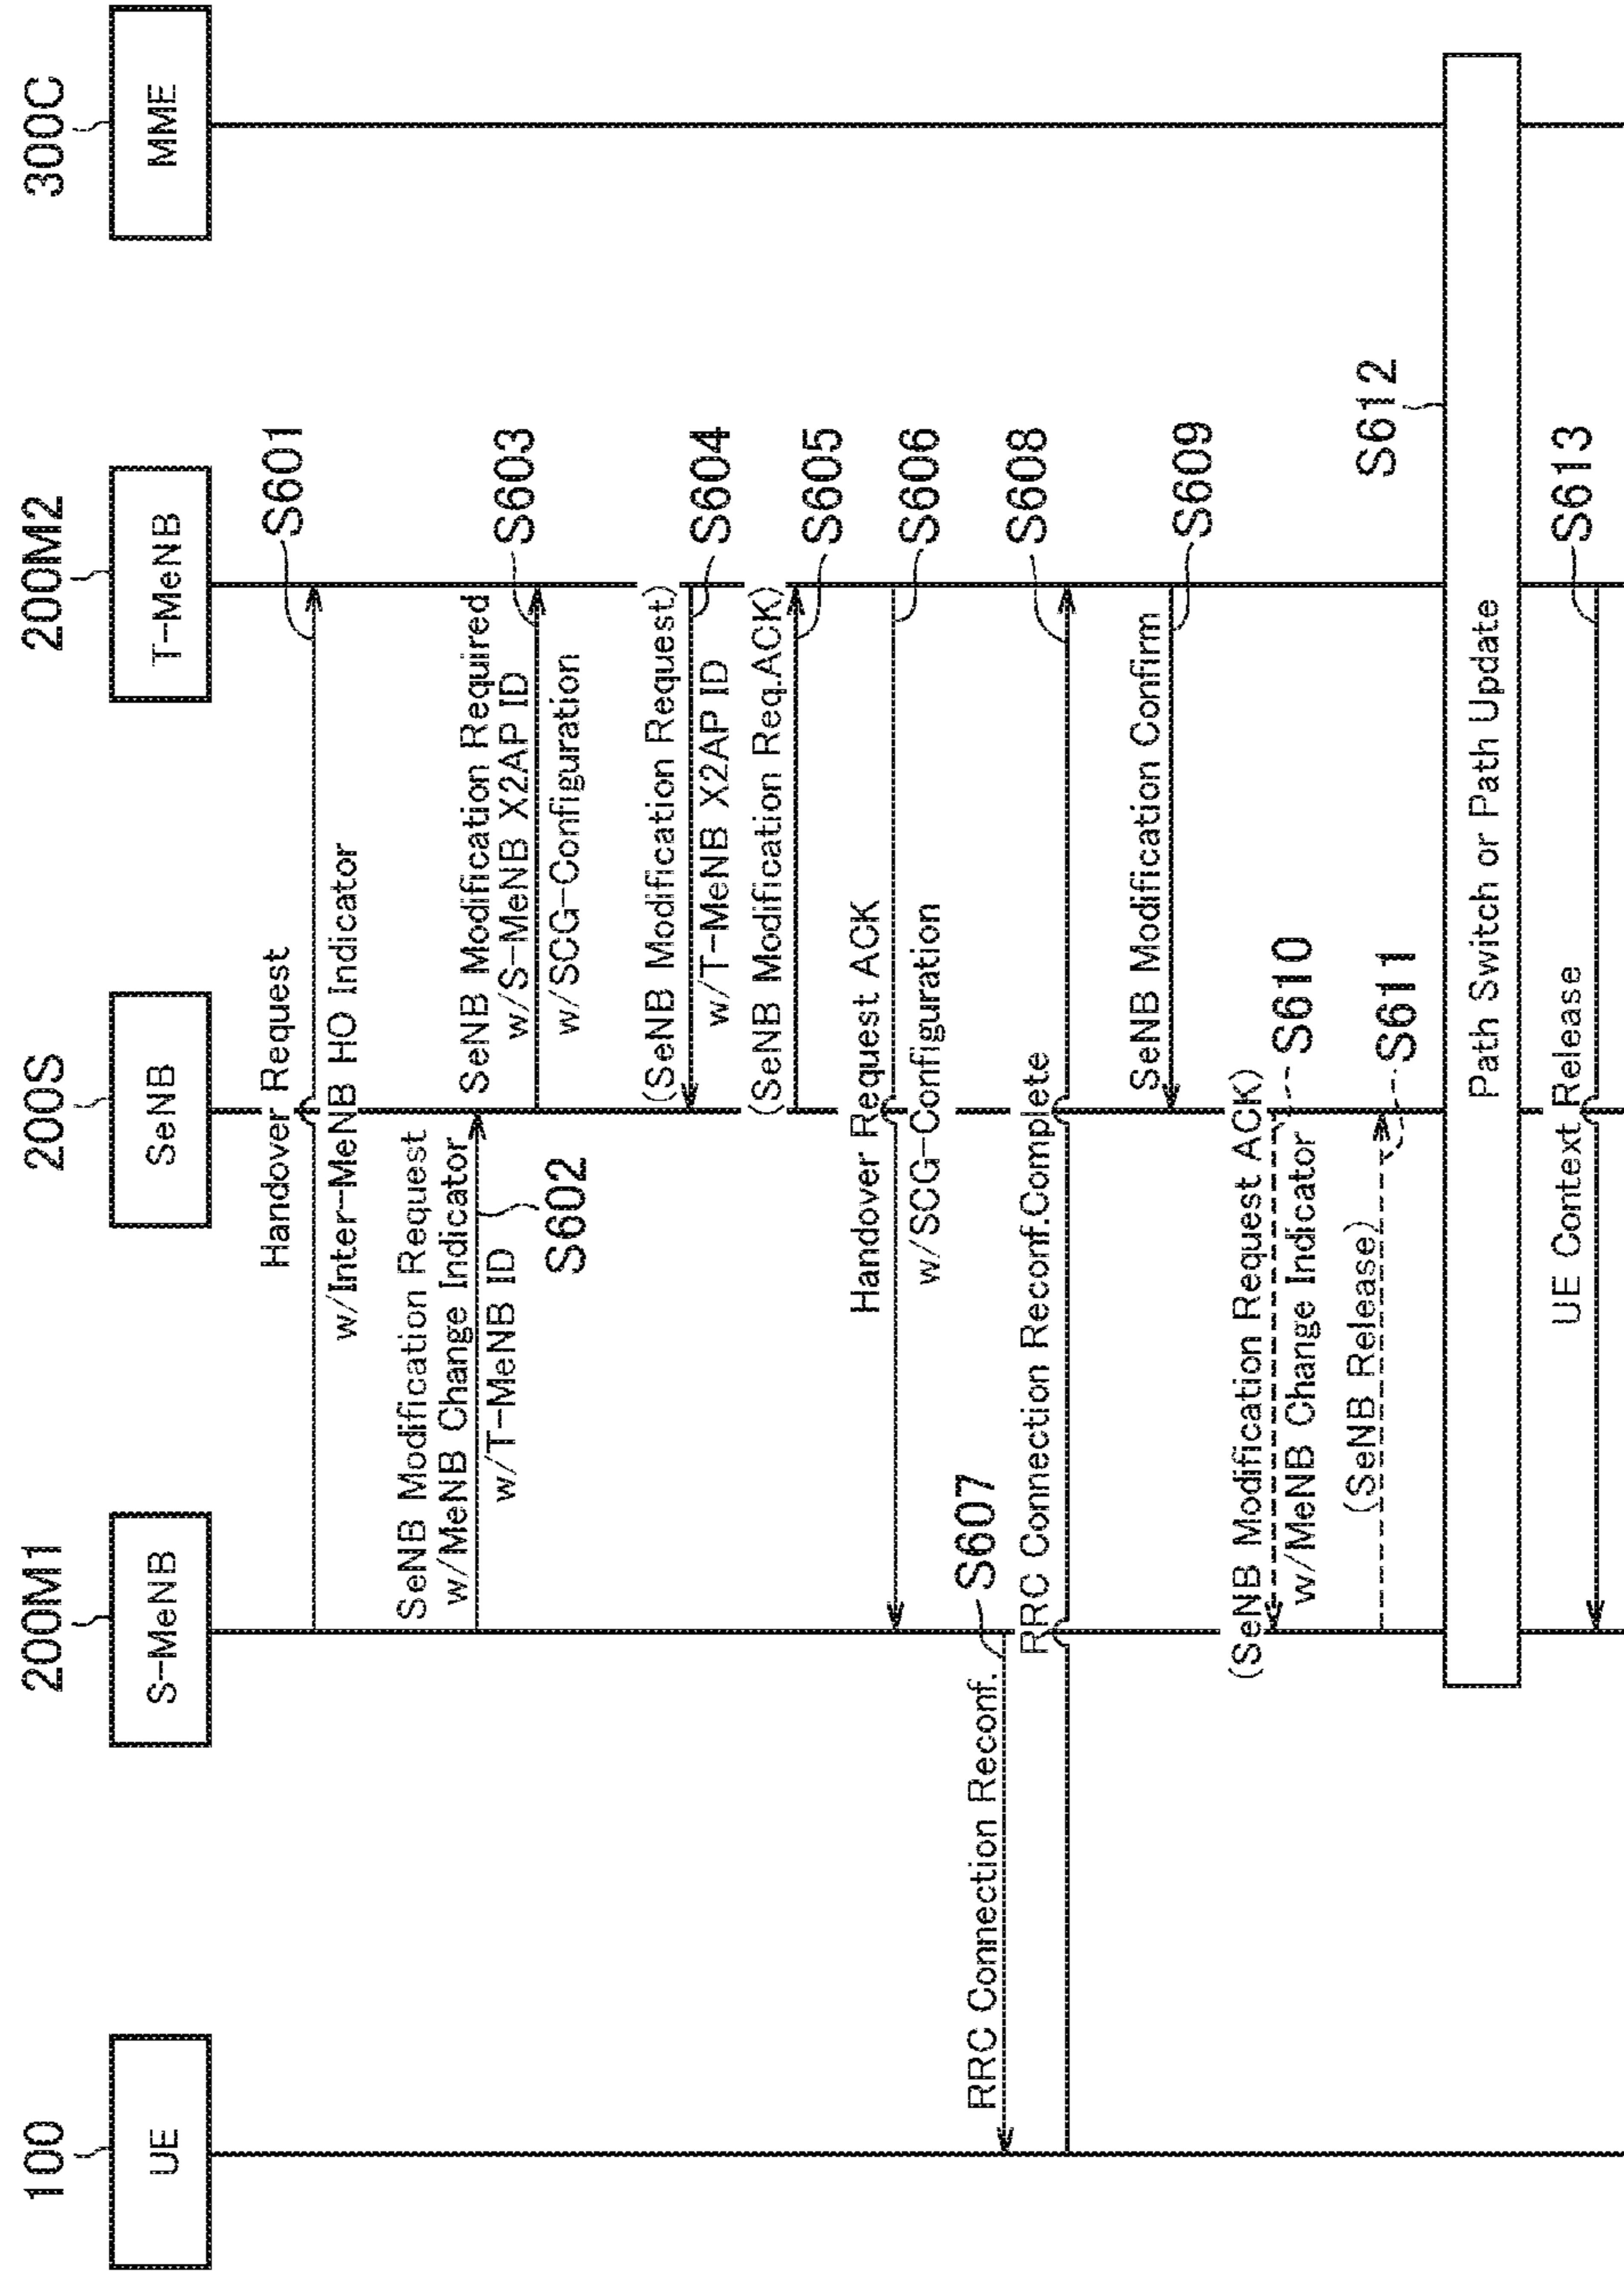 100
200M1
200S
200M2
300C
UE
S-MeNB
SeNB
T-MeNB
MME
Handover Request
S601
w/Inter-MeNB HO Indicator
SeNB Modification Request
w/MeNB Change Indicator
w/T-MeNB ID
S602
SeNB Modification Required
w/S-MeNB X2AP ID
w/SCG-Configuration
S603
(SeNB Modification Request)
w/T-MeNB X2AP ID
S604
(SeNB Modification Req.ACK)
S605
Handover Request ACK
w/SCG-Configuration
S606
RRC Connection Reconf.
S607
RRC Connection Reconf.Complete
S608
SeNB Modification Confirm
S609
(SeNB Modification Request ACK)
w/MeNB Change Indicator
S610
(SeNB Release)
S611
S612
Path Switch or Path Update
UE Context Release
S613